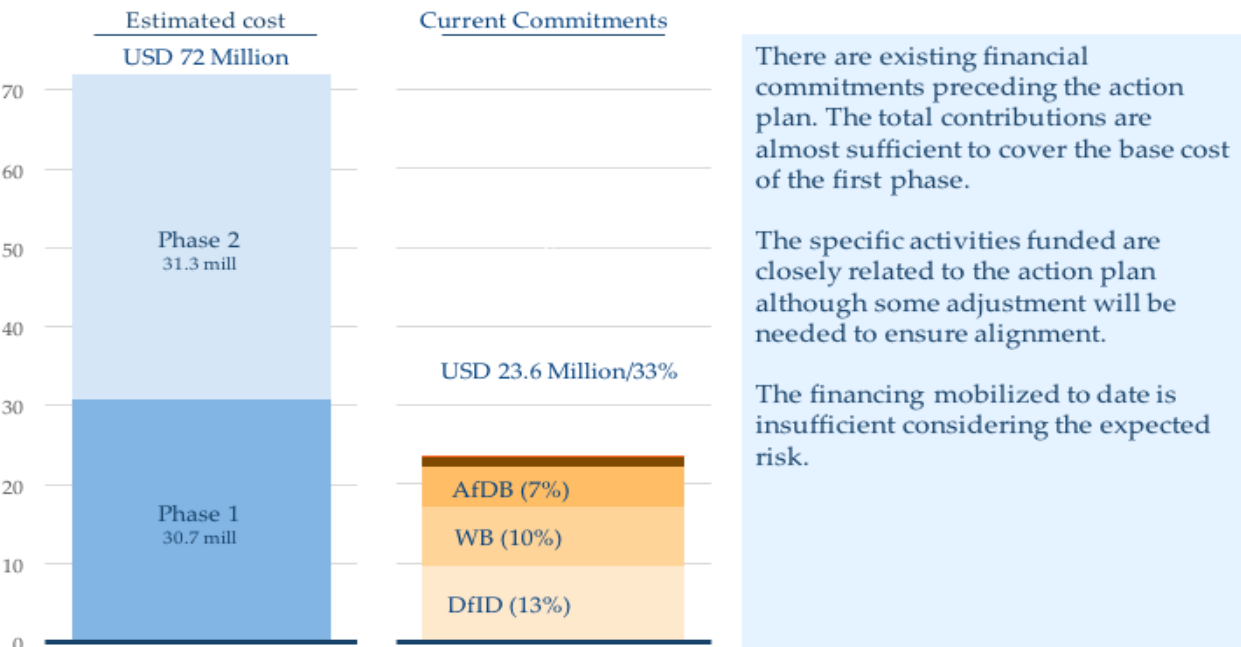 Estimated cost
USD 72 Million
Current Commitments
70
60
50
40
30
20
10
0
Phase 2
31.3 mill
Phase 1
30.7 mill
USD 23.6 Million/33%
AfDB (7%)
WB (10%)
DfID (13%)
There are existing financial
commitments preceding the action
plan. The total contributions are
almost sufficient to cover the base cost
of the first phase.
The specific activities funded are
closely related to the action plan
although some adjustment will be
needed to ensure alignment.
The financing mobilized to date is
insufficient considering the expected
risk.